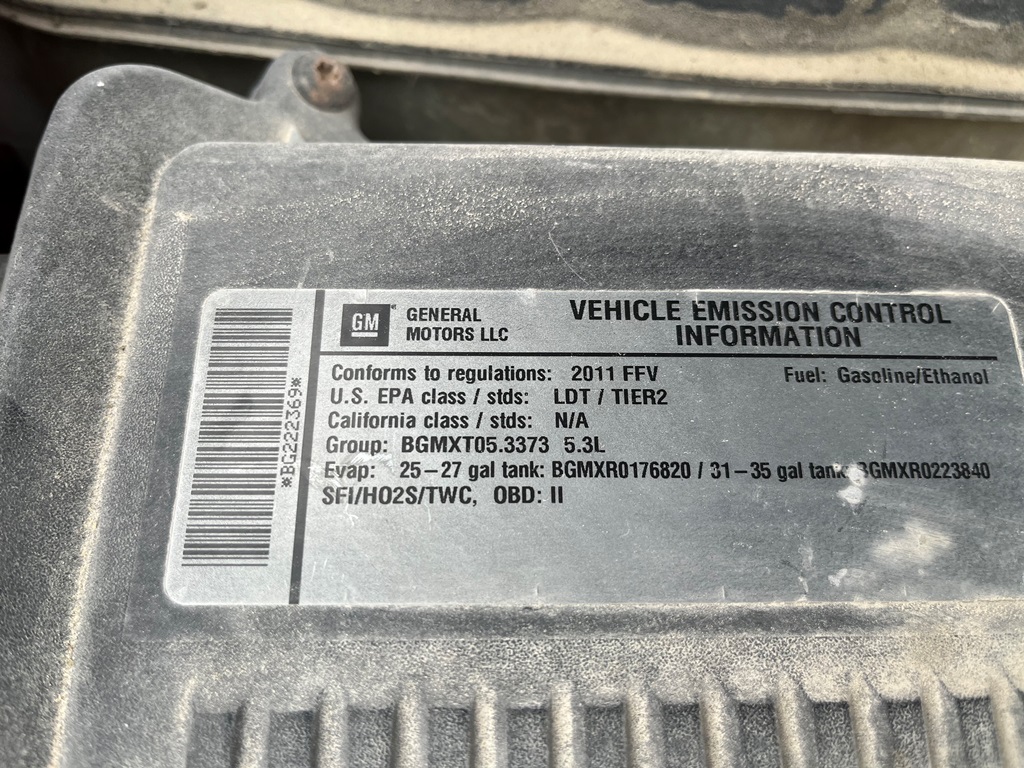 *BG222369*
GM GENERAL MOTORS LLC
VEHICLE EMISSION CONTROL
INFORMATION
Conforms to regulations: 2011 FFV Fuel: Gasoline/Ethanol
U.S. EPA class / stds: LDT / TIER2
California class / stds: N/A
Group: BGMXT05.3373 5.3L
Evap: 25-27 gal tank: BGMXR0176820 / 31-35 gal tank: BGMXR0223840
SFI/HO2S/TWC, OBD: II